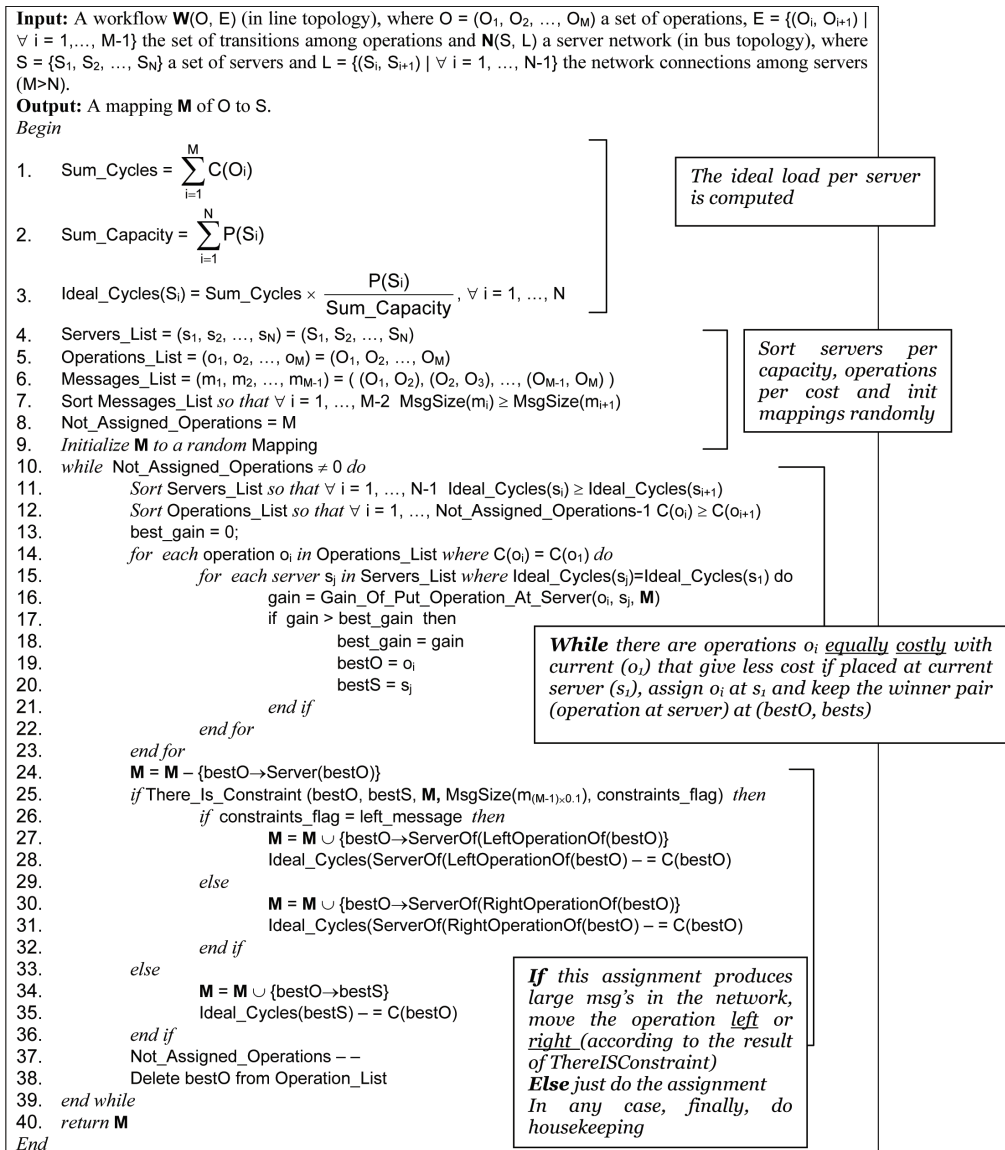 Input: A workflow W(O, E) (in line topology), where O = (O1, O2, …, OM) a set of operations, E = {(Oi, Oi+1) |
∀ i = 1,…, M-1} the set of transitions among operations and N(S, L) a server network (in bus topology), where
S = {S1, S2, …, SN} a set of servers and L = {(Si, Si+1) | ∀ i = 1, …, N-1} the network connections among servers
(M>N).
Output: A mapping M of O to S.
Begin
1. Sum_Cycles = ∑_{i=1}^{M} C(Oi)
The ideal load per server
is computed
2. Sum_Capacity = ∑_{i=1}^{N} P(Si)
3. Ideal_Cycles(Si) = Sum_Cycles × P(Si) / Sum_Capacity , ∀ i = 1, …, N
4. Servers_List = (s1, s2, …, sN) = (S1, S2, …, SN)
5. Operations_List = (o1, o2, …, oM) = (O1, O2, …, OM)
6. Messages_List = (m1, m2, …, mM-1) = ( (O1, O2), (O2, O3), …, (OM-1, OM) )
7. Sort Messages_List so that ∀ i = 1, …, M-2 MsgSize(mi) ≥ MsgSize(mi+1)
8. Not_Assigned_Operations = M
9. Initialize M to a random Mapping
Sort servers per
capacity, operations
per cost and init
mappings randomly
10. while Not_Assigned_Operations ≠ 0 do
11. Sort Servers_List so that ∀ i = 1, …, N-1 Ideal_Cycles(si) ≥ Ideal_Cycles(si+1)
12. Sort Operations_List so that ∀ i = 1, …, Not_Assigned_Operations-1 C(oi) ≥ C(oi+1)
13. best_gain = 0;
14. for each operation oi in Operations_List where C(oi) = C(o1) do
15. for each server sj in Servers_List where Ideal_Cycles(sj)=Ideal_Cycles(s1) do
16. gain = Gain_Of_Put_Operation_At_Server(oi, sj, M)
17. if gain > best_gain then
18. best_gain = gain
19. bestO = oi
20. bestS = sj
21. end if
22. end for
23. end for
While there are operations oi equally costly with
current (o1) that give less cost if placed at current
server (s1), assign oi at s1 and keep the winner pair
(operation at server) at (bestO, bests)
24. M = M – {bestO→Server(bestO)}
25. if There_Is_Constraint (bestO, bestS, M, MsgSize(m(M-1)×0.1), constraints_flag) then
26. if constraints_flag = left_message then
27. M = M ∪ {bestO→ServerOf(LeftOperationOf(bestO)}
28. Ideal_Cycles(ServerOf(LeftOperationOf(bestO) – = C(bestO)
29. else
30. M = M ∪ {bestO→ServerOf(RightOperationOf(bestO)}
31. Ideal_Cycles(ServerOf(RightOperationOf(bestO) – = C(bestO)
32. end if
33. else
34. M = M ∪ {bestO→bestS}
35. Ideal_Cycles(bestS) – = C(bestO)
36. end if
37. Not_Assigned_Operations – –
38. Delete bestO from Operation_List
39. end while
40. return M
End
If this assignment produces
large msg's in the network,
move the operation left or
right (according to the result
of ThereISConstraint)
Else just do the assignment
In any case, finally, do
housekeeping